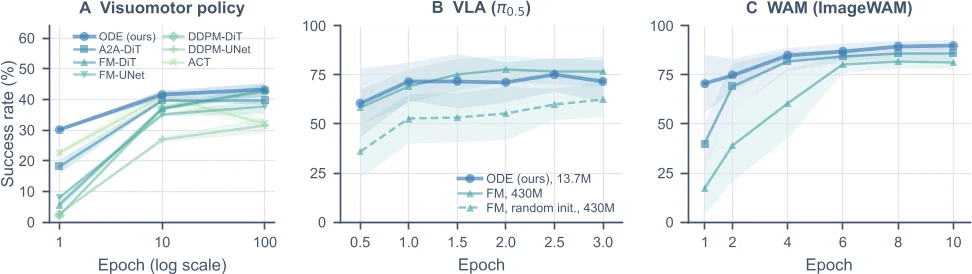 A Visuomotor policy
Success rate (%)
60
50
40
30
20
10
0
1
10
100
Epoch (log scale)
ODE (ours)
A2A-DiT
FM-DiT
FM-UNet
DDPM-DiT
DDPM-UNet
ACT
B VLA (π0.5)
100
75
50
25
0
0.5
1.0
1.5
2.0
2.5
3.0
Epoch
ODE (ours), 13.7M
FM, 430M
FM, random init., 430M
C WAM (ImageWAM)
100
75
50
25
0
1
2
4
6
8
10
Epoch